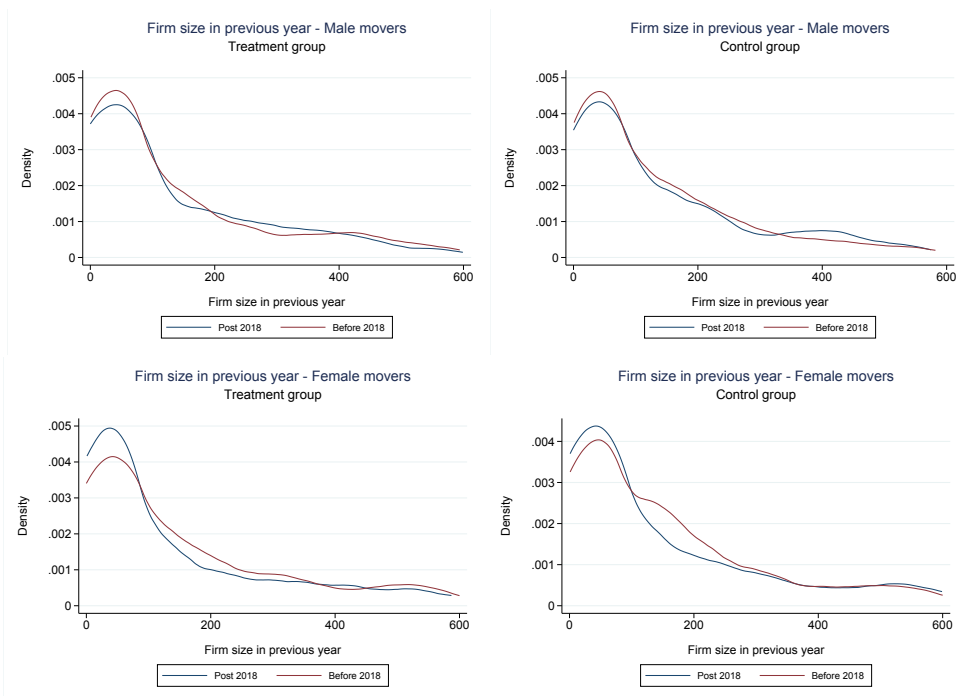 Firm size in previous year - Male movers
Treatment group
.005
.004
.003
.002
.001
0
Density
0 200 400 600
Firm size in previous year
Post 2018 Before 2018
Firm size in previous year - Male movers
Control group
.005
.004
.003
.002
.001
0
Density
0 200 400 600
Firm size in previous year
Post 2018 Before 2018
Firm size in previous year - Female movers
Treatment group
.005
.004
.003
.002
.001
0
Density
0 200 400 600
Firm size in previous year
Post 2018 Before 2018
Firm size in previous year - Female movers
Control group
.004
.003
.002
.001
0
Density
0 200 400 600
Firm size in previous year
Post 2018 Before 2018